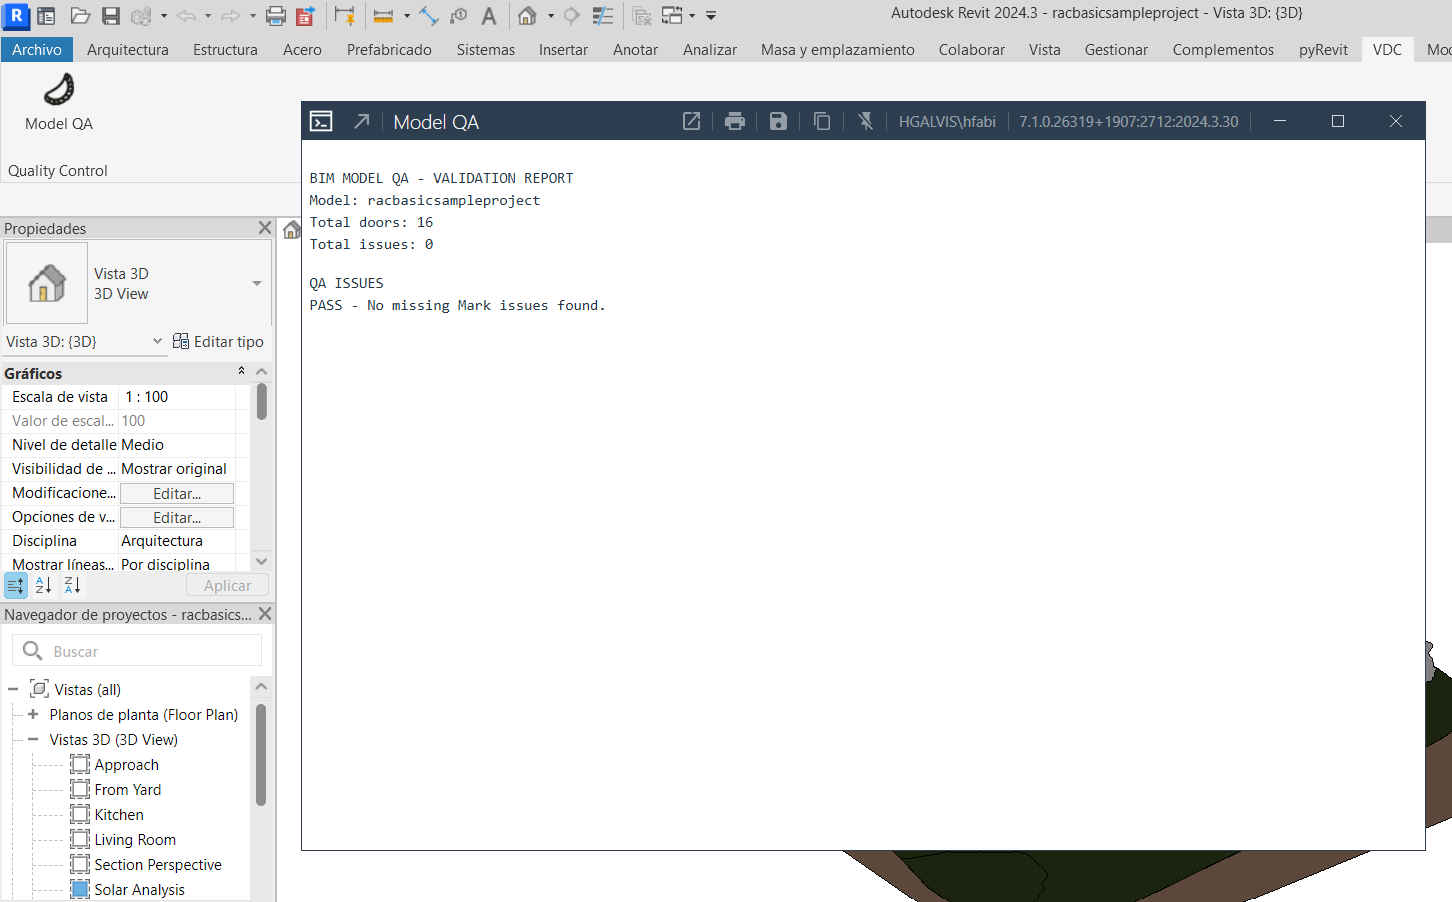 Autodesk Revit 2024.3 - racbasicsampleproject - Vista 3D: {3D}
Archivo Arquitectura Estructura Acero Prefabricado Sistemas Insertar Anotar Analizar Masa y emplazamiento Colaborar Vista Gestionar Complementos pyRevit VDC Mod
Model QA
Quality Control
Model QA HGALVIS\hfabi 7.1.0.26319+1907:2712:2024.3.30
BIM MODEL QA - VALIDATION REPORT
Model: racbasicsampleproject
Total doors: 16
Total issues: 0
QA ISSUES
PASS - No missing Mark issues found.
Propiedades
Vista 3D
3D View
Vista 3D: {3D} Editar tipo
Gráficos
Escala de vista 1 : 100
Valor de escal... 100
Nivel de detalle Medio
Visibilidad de ... Mostrar original
Modificacione... Editar...
Opciones de v... Editar...
Disciplina Arquitectura
Mostrar líneas... Por disciplina
Aplicar
Navegador de proyectos - racbasics...
Buscar
Vistas (all)
Planos de planta (Floor Plan)
Vistas 3D (3D View)
Approach
From Yard
Kitchen
Living Room
Section Perspective
Solar Analysis